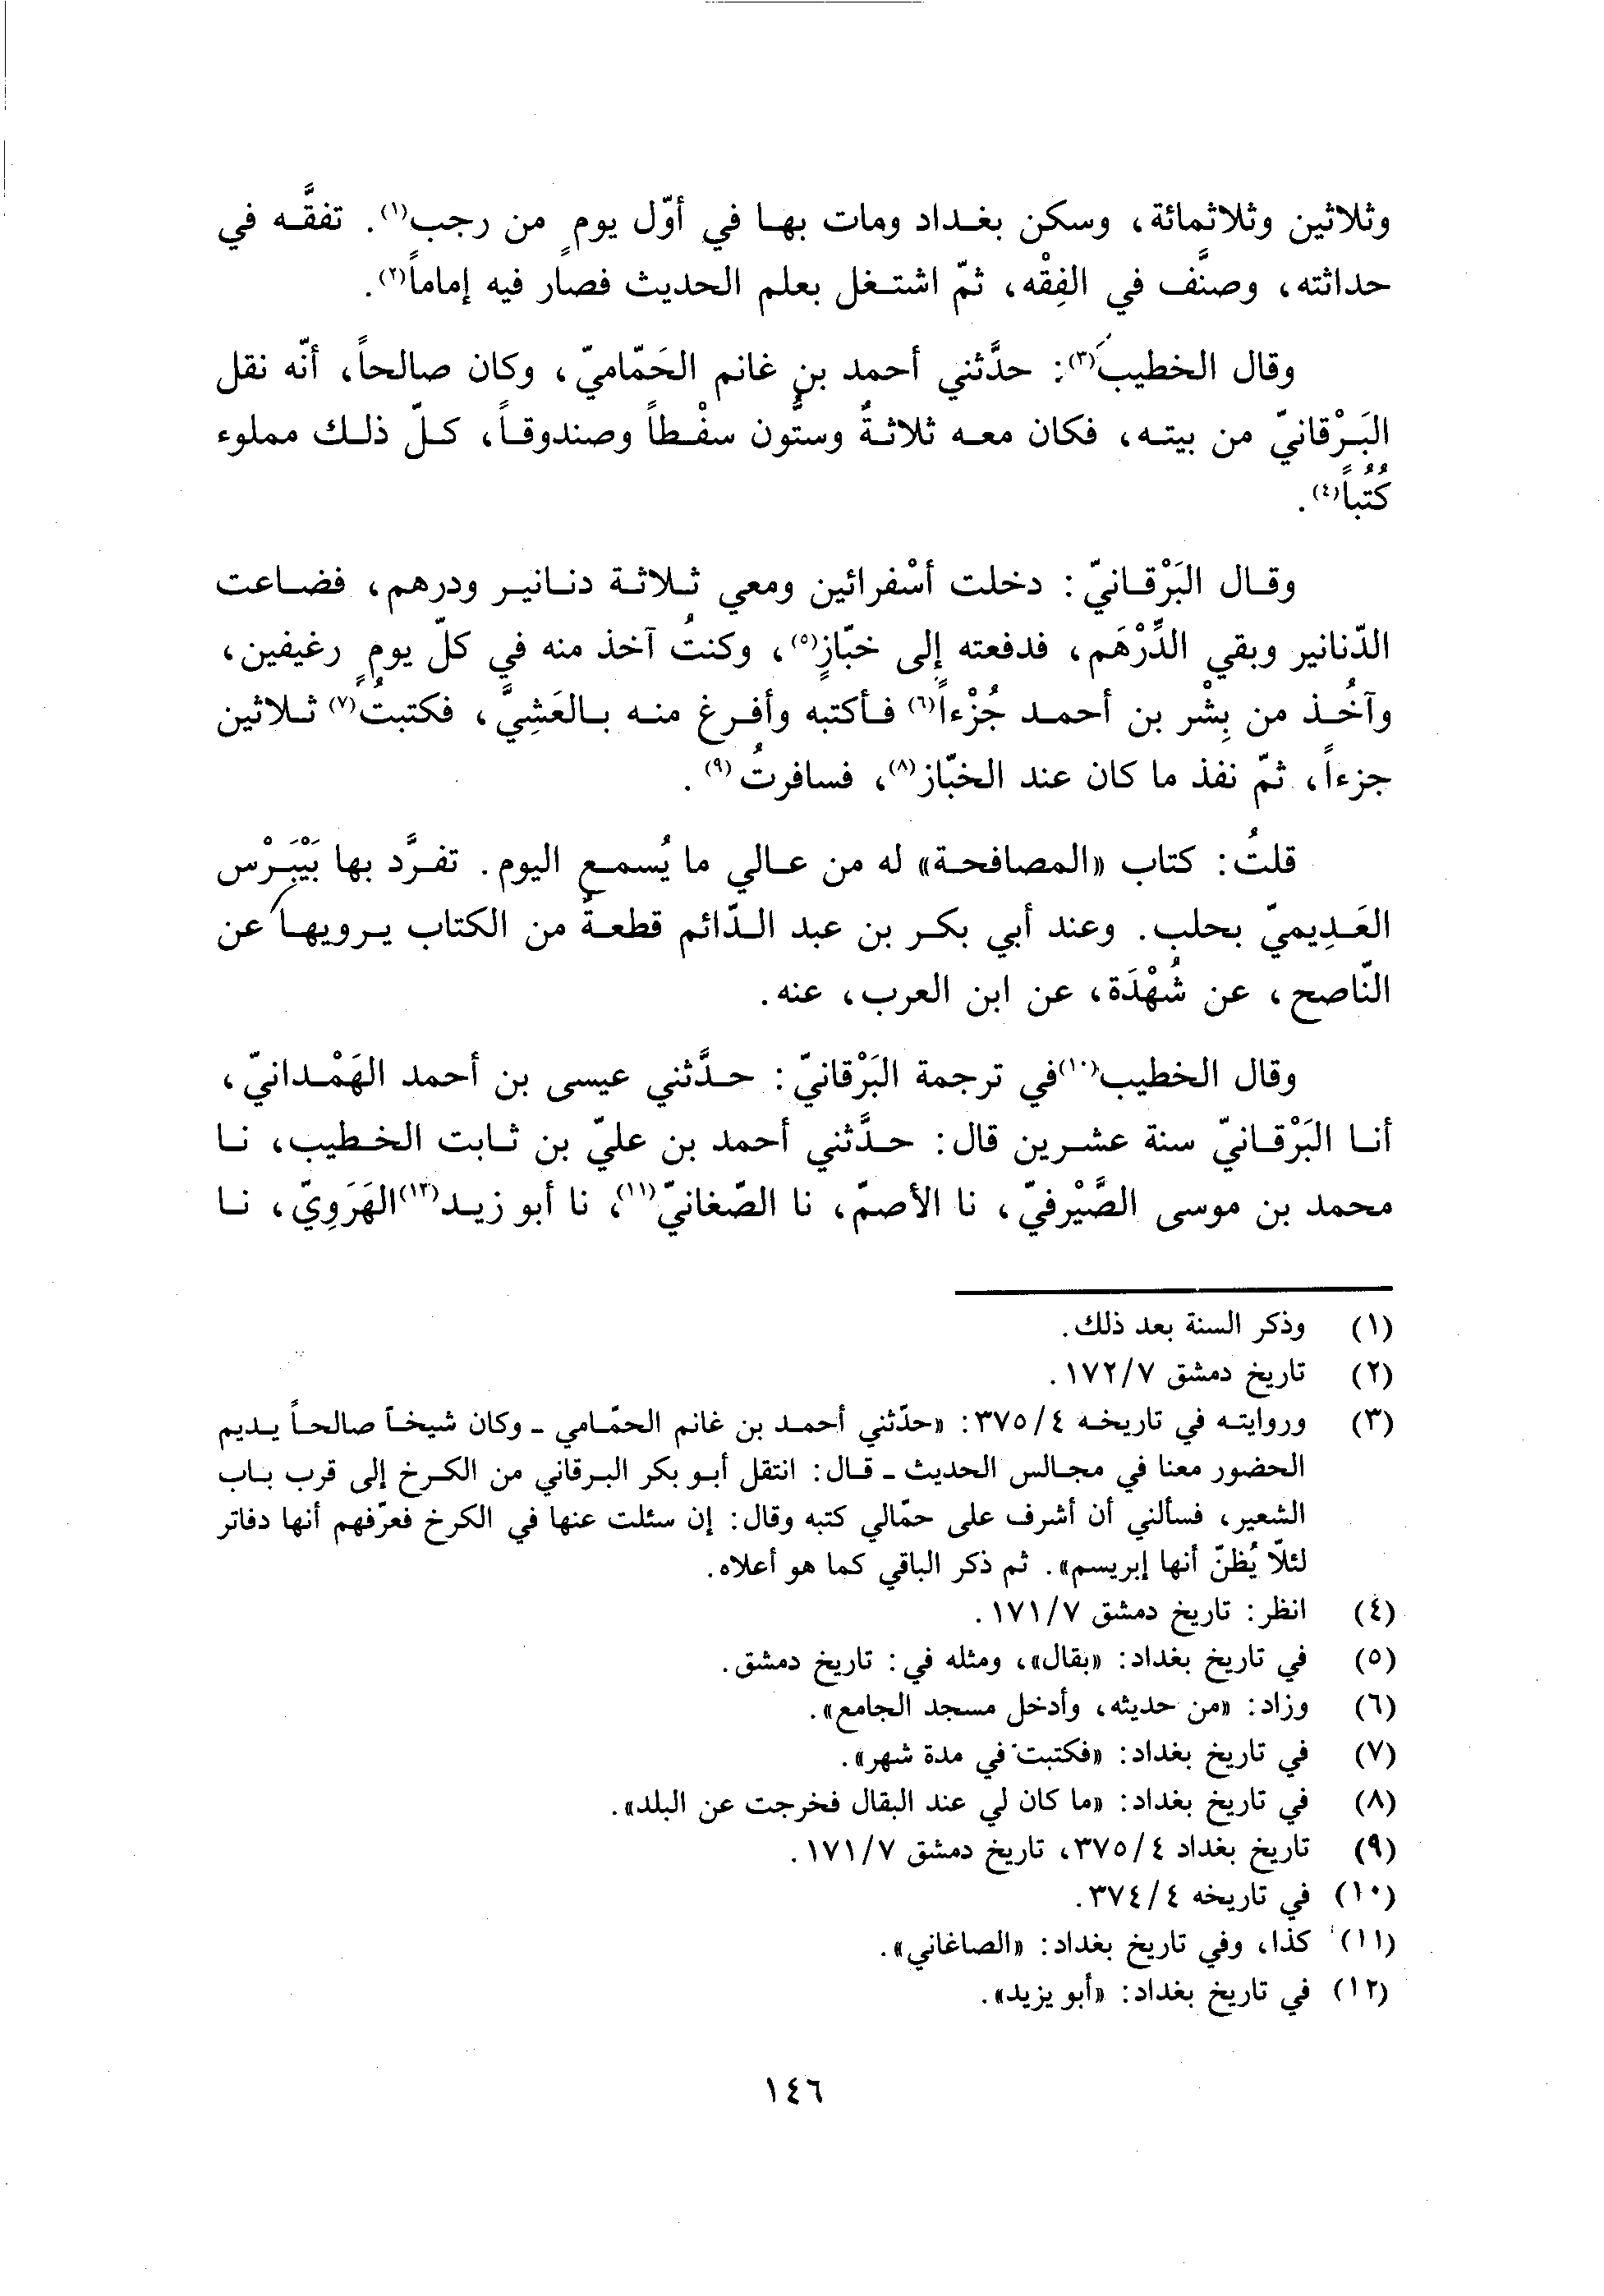 وثلاثين وثلاثمائة، وسكن بغداد ومات بها في أوّل يومٍ من رجب(١). تفقَّه في
حداثته، وصنَّف في الفِقْه، ثمّ اشتغل بعلم الحديث فصار فيه إماماً(٢).
وقال الخطيب(٣): حدَّثني أحمد بن غانم الحَمّاميّ، وكان صالحاً، أنّه نقل
البَرْقانيّ من بيته، فكان معه ثلاثةٌ وستُّون سفْطاً وصندوقاً، كلّ ذلك مملوء
كُتُباً(٤).
وقال البَرْقانيّ: دخلت أسْفرائين ومعي ثلاثة دنانير ودرهم، فضاعت
الدّنانير وبقي الدِّرْهَم، فدفعته إلى خبّازٍ(٥)، وكنتُ آخذ منه في كلّ يومٍ رغيفين،
وآخُذ من بِشْر بن أحمد جُزْءاً(٦) فأكتبه وأفرغ منه بالعَشِيّ، فكتبتُ(٧) ثلاثين
جزءاً، ثمّ نفذ ما كان عند الخبّاز(٨)، فسافرتُ(٩).
قلتُ: كتاب «المصافحة» له من عالي ما يُسمع اليوم. تفرَّد بها بَيْبَرْس
العَدِيميّ بحلب. وعند أبي بكر بن عبد الدّائم قطعةٌ من الكتاب يرويها عن
النّاصح، عن شُهْدَة، عن ابن العرب، عنه.
وقال الخطيب(١٠) في ترجمة البَرْقانيّ: حدَّثني عيسى بن أحمد الهَمْدانيّ،
أنا البَرْقانيّ سنة عشرين قال: حدَّثني أحمد بن عليّ بن ثابت الخطيب، نا
محمد بن موسى الصَّيْرفيّ، نا الأصمّ، نا الصّغانيّ(١١)، نا أبو زيد(١٢) الهَرَوِيّ، نا
(١) وذكر السنة بعد ذلك.
(٢) تاريخ دمشق ١٧٢/٧.
(٣) وروايته في تاريخه ٣٧٥/٤: «حدّثني أحمد بن غانم الحمّامي ـ وكان شيخاً صالحاً يديم
الحضور معنا في مجالس الحديث ـ قال: انتقل أبو بكر البرقاني من الكرخ إلى قرب باب
الشعير، فسألني أن أشرف على حمّالي كتبه وقال: إن سئلت عنها في الكرخ فعرّفهم أنها دفاتر
لئلّا يُظنّ أنها إبريسم». ثم ذكر الباقي كما هو أعلاه.
(٤) انظر: تاريخ دمشق ١٧١/٧.
(٥) في تاريخ بغداد: «بقال»، ومثله في: تاريخ دمشق.
(٦) وزاد: «من حديثه، وأدخل مسجد الجامع».
(٧) في تاريخ بغداد: «فكتبت في مدة شهر».
(٨) في تاريخ بغداد: «ما كان لي عند البقال فخرجت عن البلد».
(٩) تاريخ بغداد ٣٧٥/٤، تاريخ دمشق ١٧١/٧.
(١٠) في تاريخه ٣٧٤/٤.
(١١) كذا، وفي تاريخ بغداد: «الصاغاني».
(١٢) في تاريخ بغداد: «أبو يزيد».
١٤٦